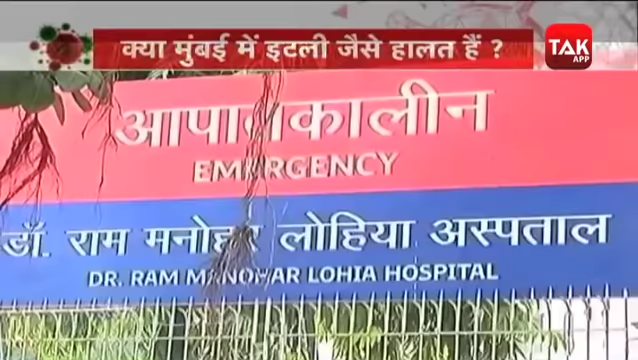 क्या मुंबई में इटली जैसे हालत हैं ?
TAK
APP
आपातकालीन
EMERGENCY
डॉ. राम मनोहर लोहिया अस्पताल
DR. RAM MANOHAR LOHIA HOSPITAL